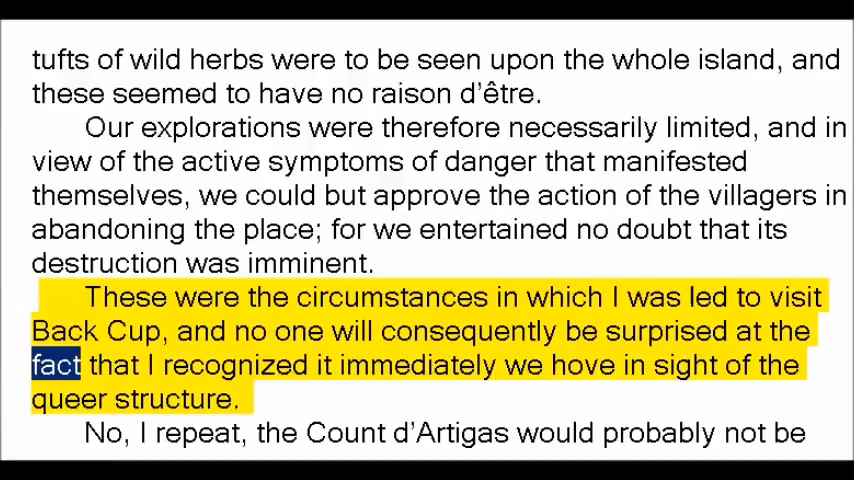 tufts of wild herbs were to be seen upon the whole island, and
these seemed to have no raison d’être.
Our explorations were therefore necessarily limited, and in
view of the active symptoms of danger that manifested
themselves, we could but approve the action of the villagers in
abandoning the place; for we entertained no doubt that its
destruction was imminent.
These were the circumstances in which I was led to visit
Back Cup, and no one will consequently be surprised at the
fact that I recognized it immediately we hove in sight of the
queer structure.
No, I repeat, the Count d’Artigas would probably not be